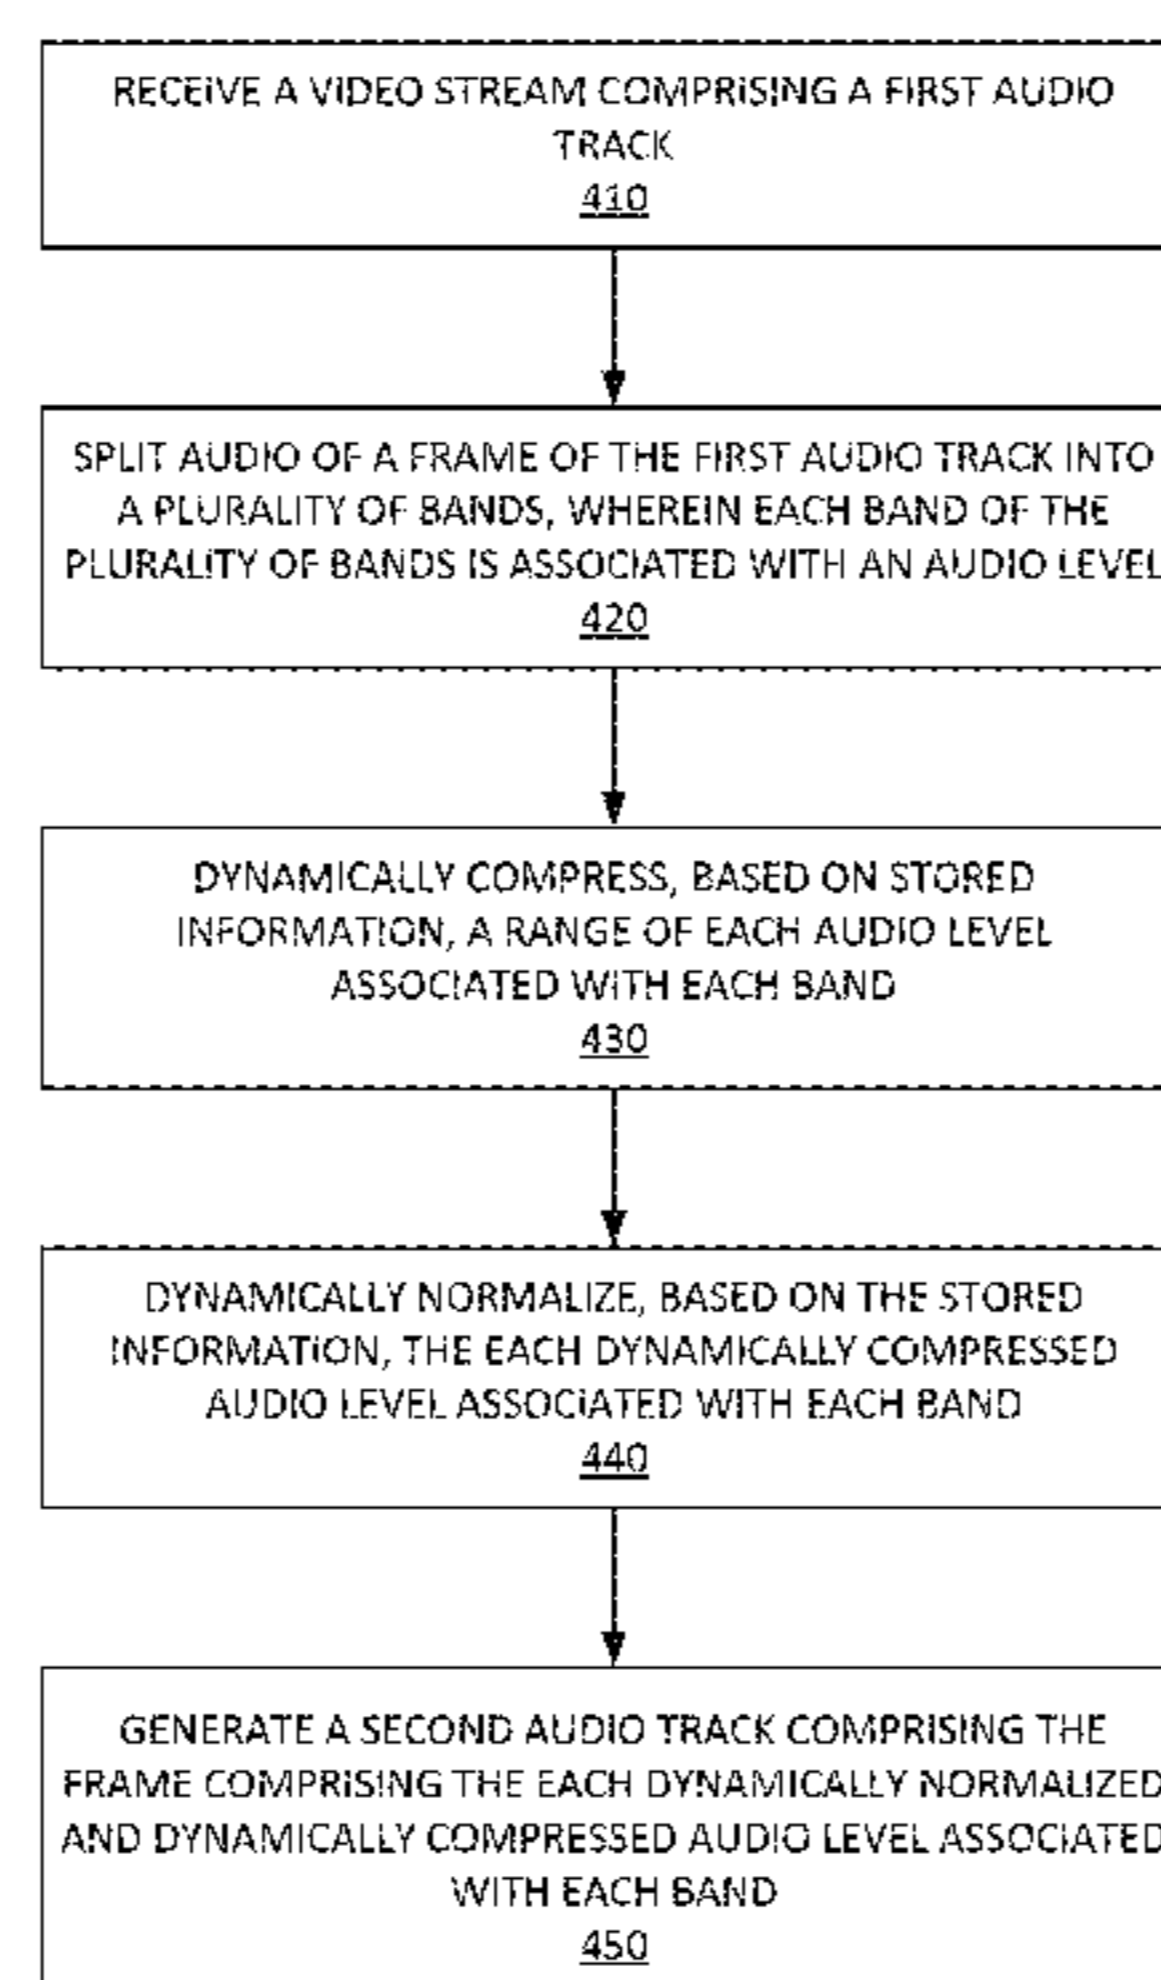 RECEIVE A VIDEO STREAM COMPRISING A FIRST AUDIO
TRACK
410
SPLIT AUDIO OF A FRAME OF THE FIRST AUDIO TRACK INTO
A PLURALITY OF BANDS, WHEREIN EACH BAND OF THE
PLURALITY OF BANDS IS ASSOCIATED WITH AN AUDIO LEVEL
420
DYNAMICALLY COMPRESS, BASED ON STORED
INFORMATION, A RANGE OF EACH AUDIO LEVEL
ASSOCIATED WITH EACH BAND
430
DYNAMICALLY NORMALIZE, BASED ON THE STORED
INFORMATION, THE EACH DYNAMICALLY COMPRESSED
AUDIO LEVEL ASSOCIATED WITH EACH BAND
440
GENERATE A SECOND AUDIO TRACK COMPRISING THE
FRAME COMPRISING THE EACH DYNAMICALLY NORMALIZED
AND DYNAMICALLY COMPRESSED AUDIO LEVEL ASSOCIATED
WITH EACH BAND
450